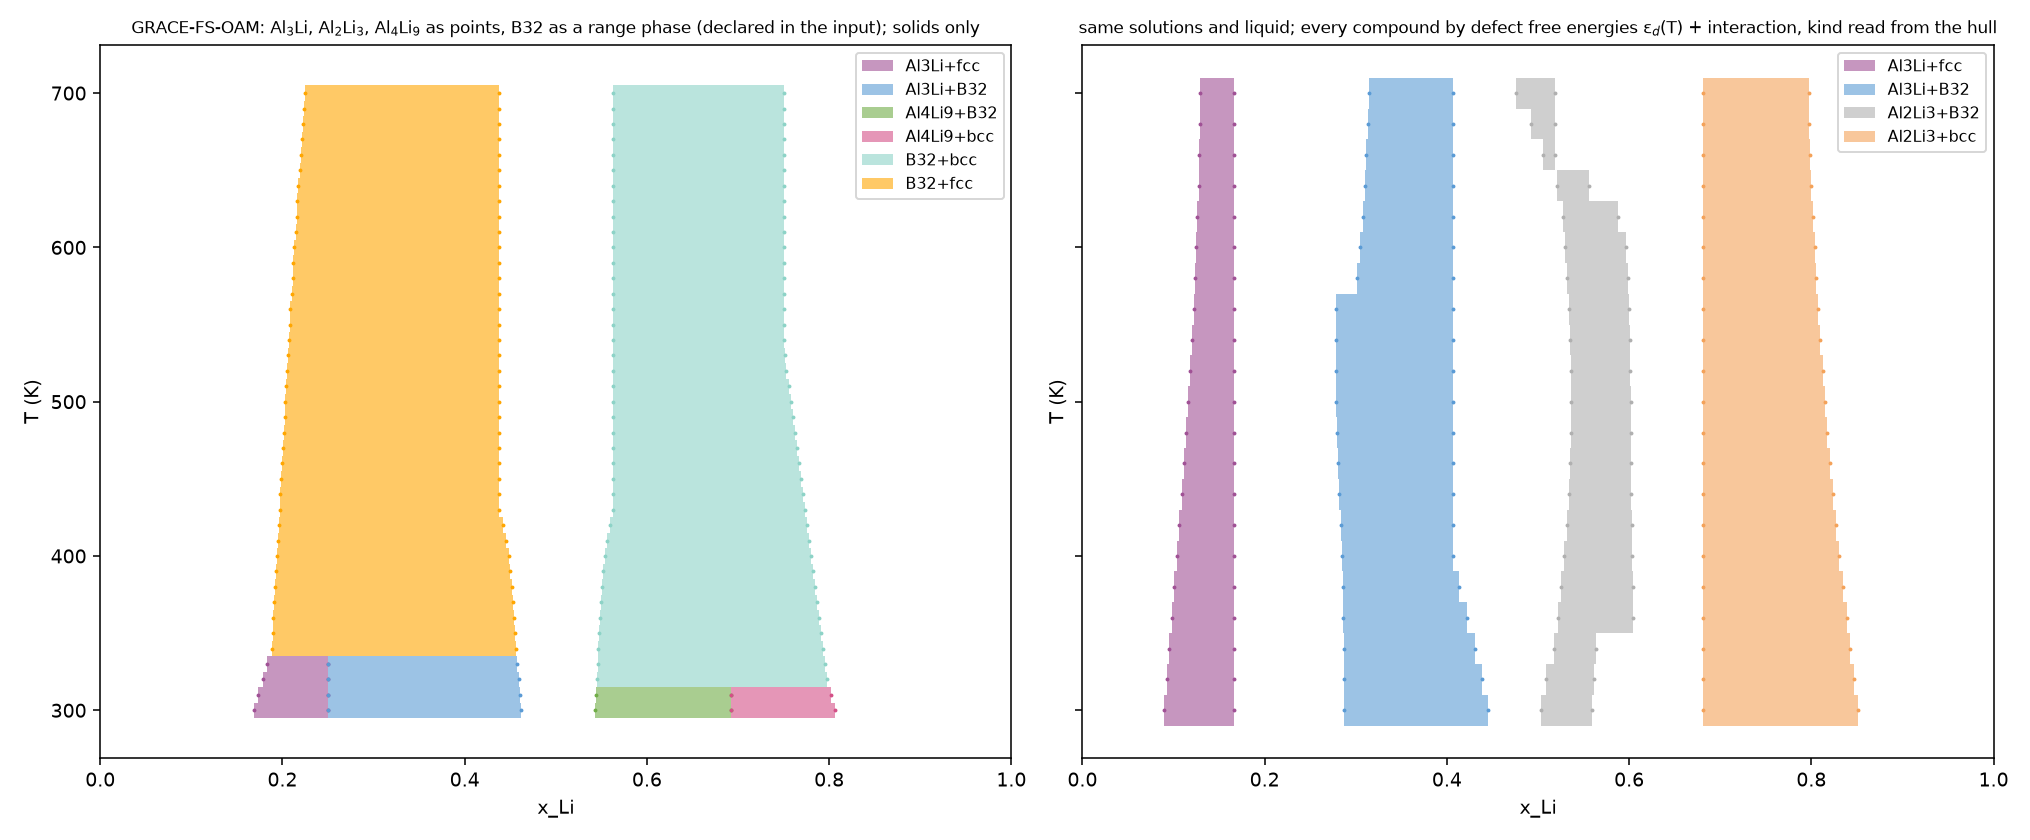 GRACE-FS-OAM: Al₃Li, Al₂Li₃, Al₄Li₉ as points, B32 as a range phase (declared in the input); solids only
Al3Li+fcc
Al3Li+B32
Al4Li9+B32
Al4Li9+bcc
B32+bcc
B32+fcc
700
600
500
400
300
T (K)
0.0 0.2 0.4 0.6 0.8 1.0
x_Li
same solutions and liquid; every compound by defect free energies ε_d(T) + interaction, kind read from the hull
Al3Li+fcc
Al3Li+B32
Al2Li3+B32
Al2Li3+bcc
T (K)
0.0 0.2 0.4 0.6 0.8 1.0
x_Li